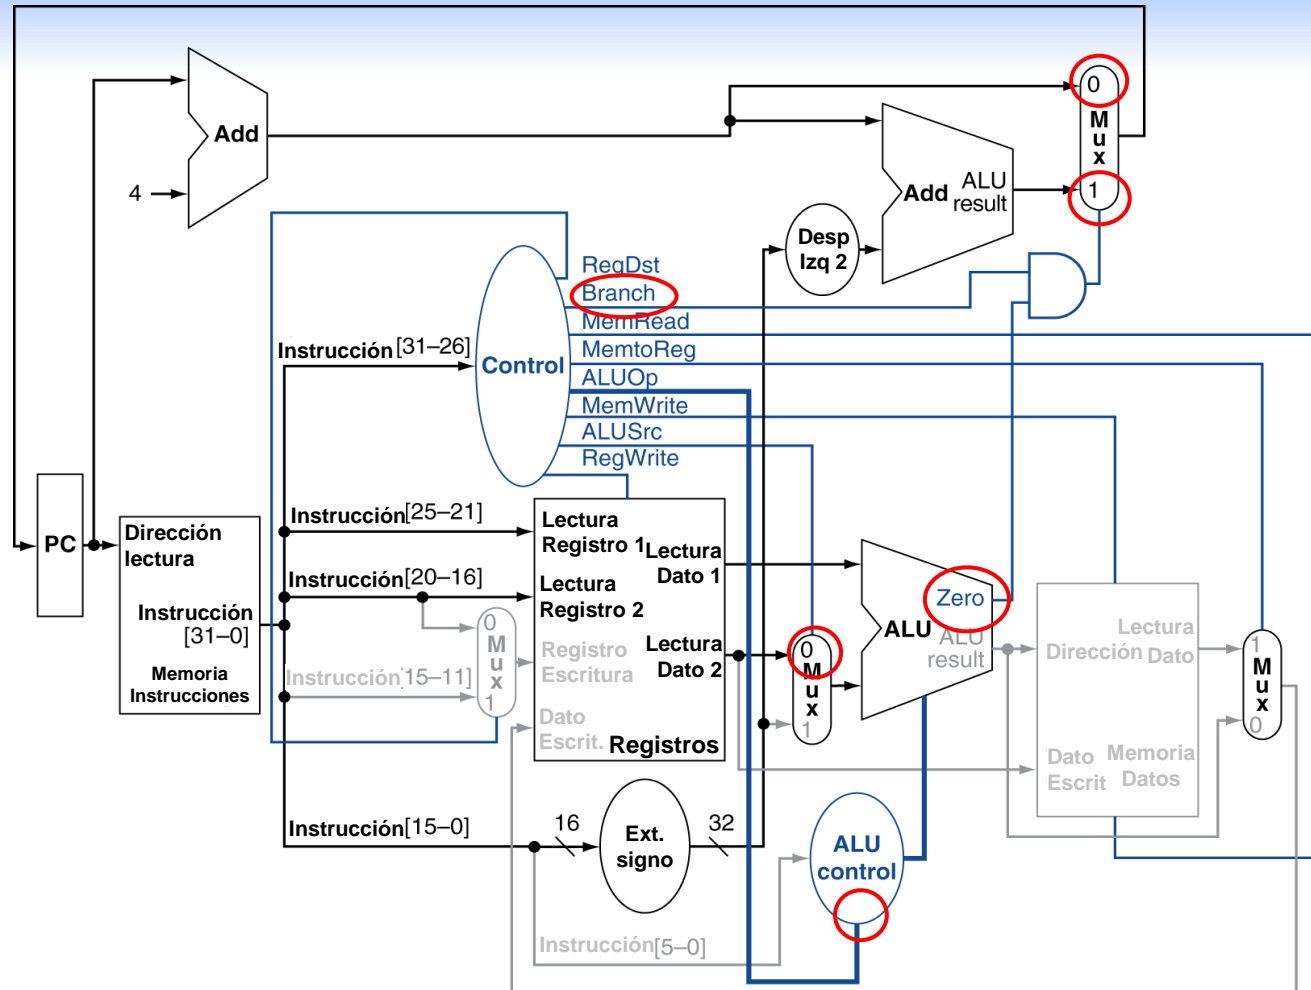 0
M
u
x
1
Add
4
Add
ALU
result
Desp
Izq 2
RegDst
Branch
MemRead
MemtoReg
ALUOp
MemWrite
ALUSrc
RegWrite
Control
Instrucción[31–26]
PC
Dirección
lectura
Instrucción
[31–0]
Memoria
Instrucciones
Instrucción[25–21]
Instrucción[20–16]
Instrucción[15–11]
0
M
u
x
1
Lectura
Registro 1
Lectura
Registro 2
Registro
Escritura
Dato
Escrit.
Registros
Lectura
Dato 1
Lectura
Dato 2
0
M
u
x
1
ALU
Zero
ALU
result
Lectura
Dato
Dirección
Dato
Escrit
Memoria
Datos
1
M
u
x
0
Instrucción[15–0]
16
Ext.
signo
32
ALU
control
Instrucción[5–0]